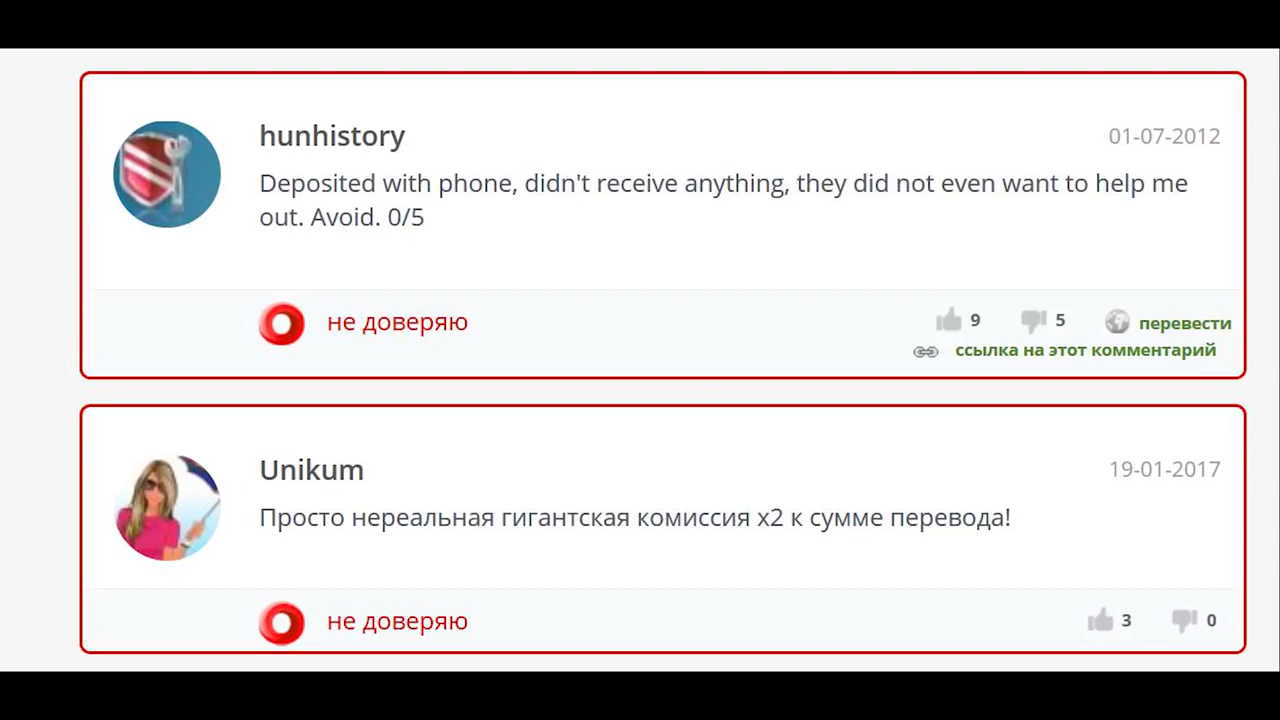 hunhistory
01-07-2012
Deposited with phone, didn't receive anything, they did not even want to help me
out. Avoid. 0/5
не доверяю
9
5
перевести
ссылка на этот комментарий
Unikum
19-01-2017
Просто нереальная гигантская комиссия x2 к сумме перевода!
не доверяю
3
0